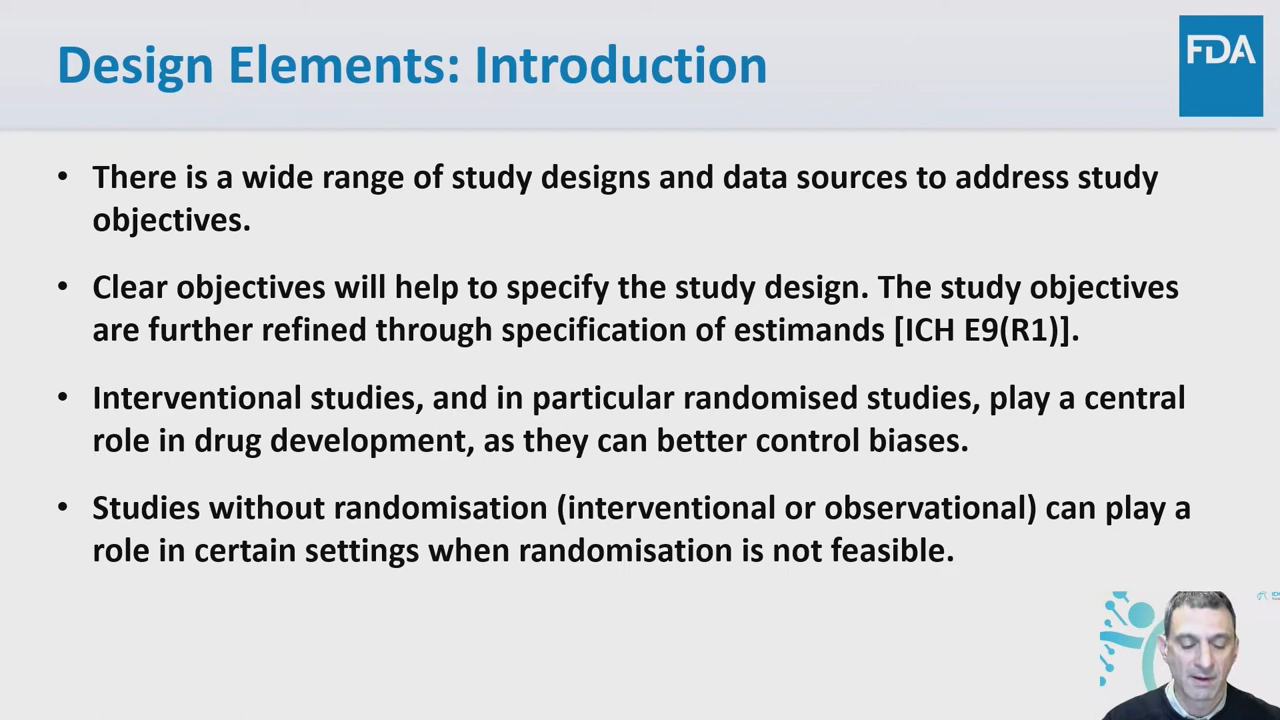 Design Elements: Introduction
FDA
• There is a wide range of study designs and data sources to address study
objectives.
• Clear objectives will help to specify the study design. The study objectives
are further refined through specification of estimands [ICH E9(R1)].
• Interventional studies, and in particular randomised studies, play a central
role in drug development, as they can better control biases.
• Studies without randomisation (interventional or observational) can play a
role in certain settings when randomisation is not feasible.